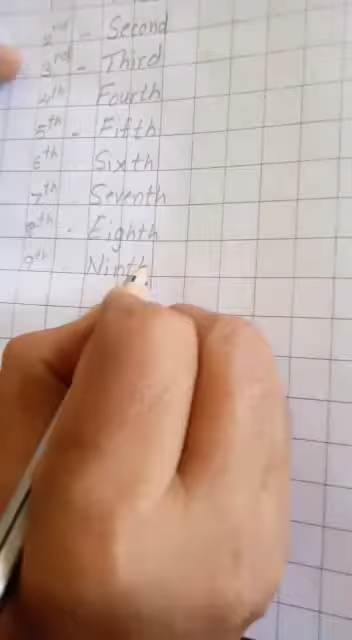 2nd - Second
3rd - Third
4th Fourth
5th - Fifth
6th Sixth
7th Seventh
8th - Eighth
9th Ninth